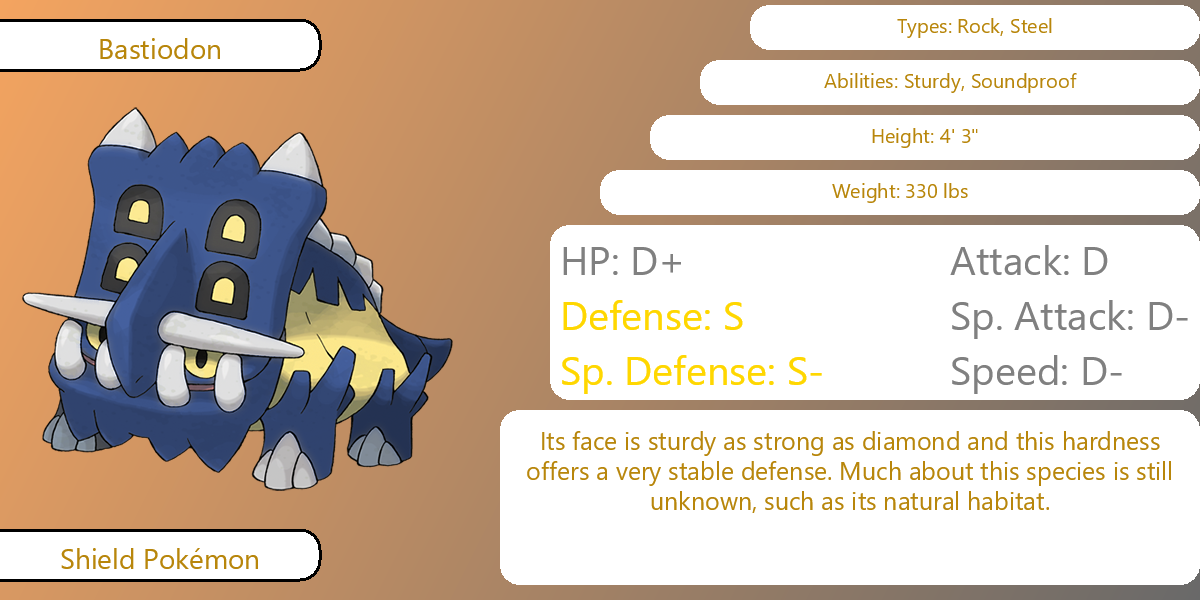 Bastiodon
Types: Rock, Steel
Abilities: Sturdy, Soundproof
Height: 4' 3"
Weight: 330 lbs
HP: D+
Attack: D
Defense: S
Sp. Attack: D-
Sp. Defense: S-
Speed: D-
Its face is sturdy as strong as diamond and this hardness
offers a very stable defense. Much about this species is still
unknown, such as its natural habitat.
Shield Pokémon